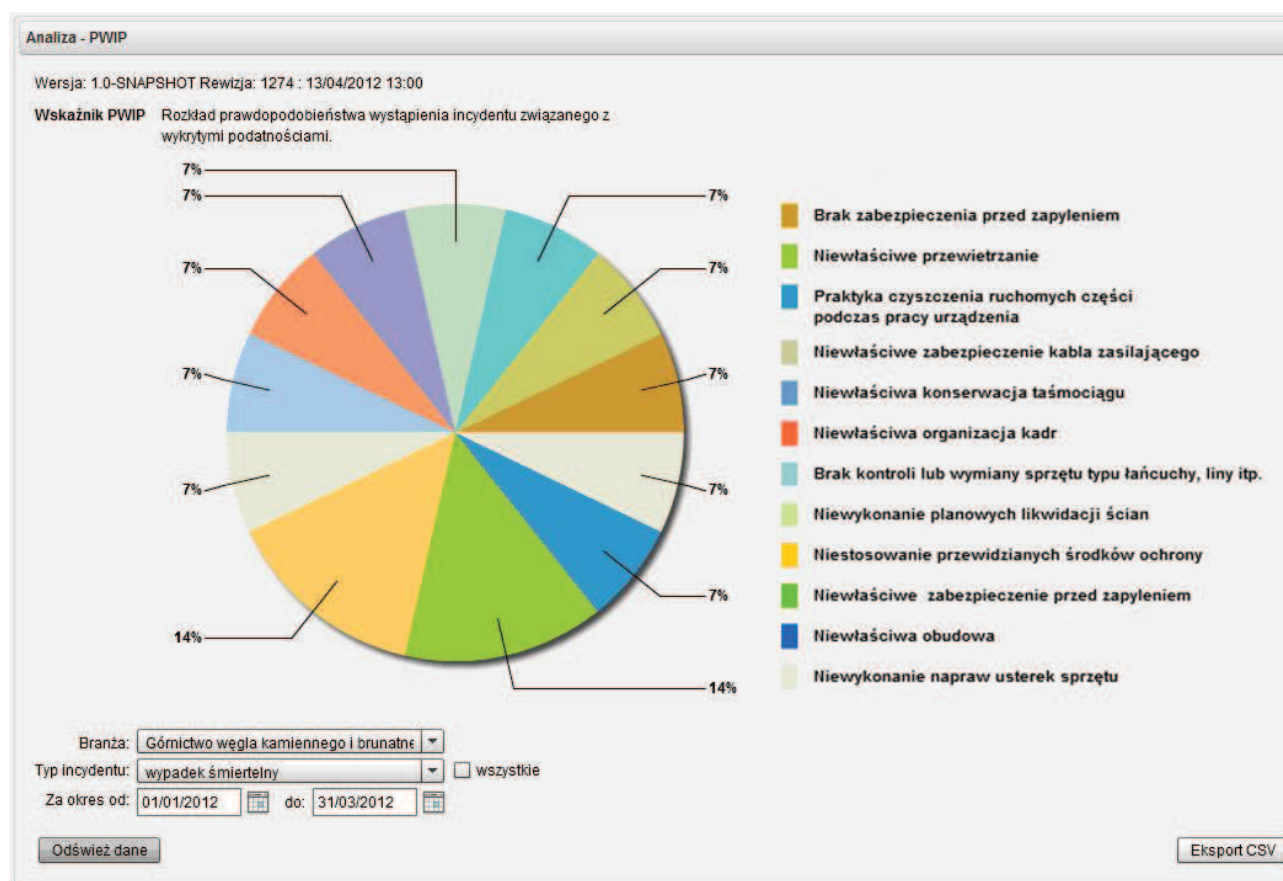 Analiza - PWIP
Wersja: 1.0-SNAPSHOT Rewizja: 1274 : 13/04/2012 13:00
Wskaźnik PWIP Rozkład prawdopodobieństwa wystąpienia incydentu związanego z
wykrytymi podatnościami.
7%
7%
7%
7%
7%
14%
7%
7%
7%
7%
7%
14%
Brak zabezpieczenia przed zapyleniem
Niewłaściwe przewietrzanie
Praktyka czyszczenia ruchomych części
podczas pracy urządzenia
Niewłaściwe zabezpieczenie kabla zasilającego
Niewłaściwa konserwacja taśmociągu
Niewłaściwa organizacja kadr
Brak kontroli lub wymiany sprzętu typu łańcuchy, liny itp.
Niewykonanie planowych likwidacji ścian
Niestosowanie przewidzianych środków ochrony
Niewłaściwe zabezpieczenie przed zapyleniem
Niewłaściwa obudowa
Niewykonanie napraw usterek sprzętu
Branża: Górnictwo węgla kamiennego i brunatne
Typ incydentu: wypadek śmiertelny wszystkie
Za okres od: 01/01/2012 do: 31/03/2012
Odśwież dane Eksport CSV